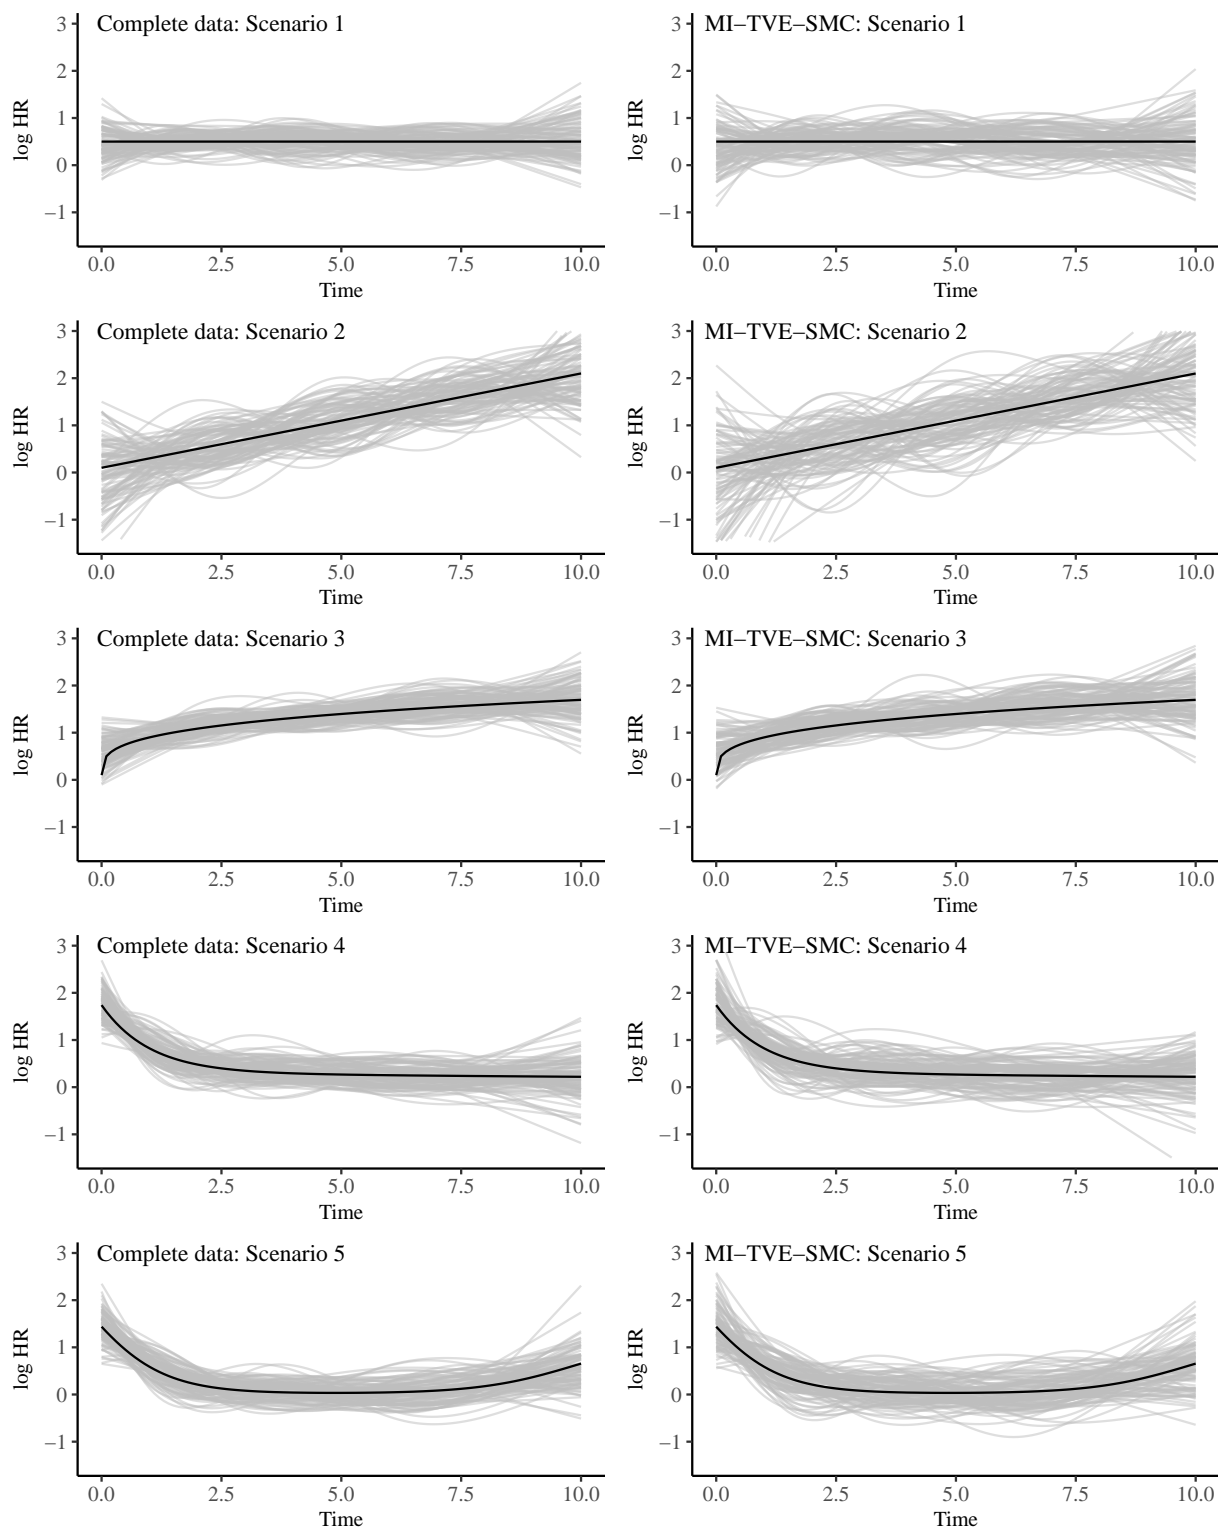 Complete data: Scenario 1
3
2
1
0
−1
log HR
0.0 2.5 5.0 7.5 10.0
Time
MI−TVE−SMC: Scenario 1
3
2
1
0
−1
log HR
0.0 2.5 5.0 7.5 10.0
Time
Complete data: Scenario 2
3
2
1
0
−1
log HR
0.0 2.5 5.0 7.5 10.0
Time
MI−TVE−SMC: Scenario 2
3
2
1
0
−1
log HR
0.0 2.5 5.0 7.5 10.0
Time
Complete data: Scenario 3
3
2
1
0
−1
log HR
0.0 2.5 5.0 7.5 10.0
Time
MI−TVE−SMC: Scenario 3
3
2
1
0
−1
log HR
0.0 2.5 5.0 7.5 10.0
Time
Complete data: Scenario 4
3
2
1
0
−1
log HR
0.0 2.5 5.0 7.5 10.0
Time
MI−TVE−SMC: Scenario 4
3
2
1
0
−1
log HR
0.0 2.5 5.0 7.5 10.0
Time
Complete data: Scenario 5
3
2
1
0
−1
log HR
0.0 2.5 5.0 7.5 10.0
Time
MI−TVE−SMC: Scenario 5
3
2
1
0
−1
log HR
0.0 2.5 5.0 7.5 10.0
Time